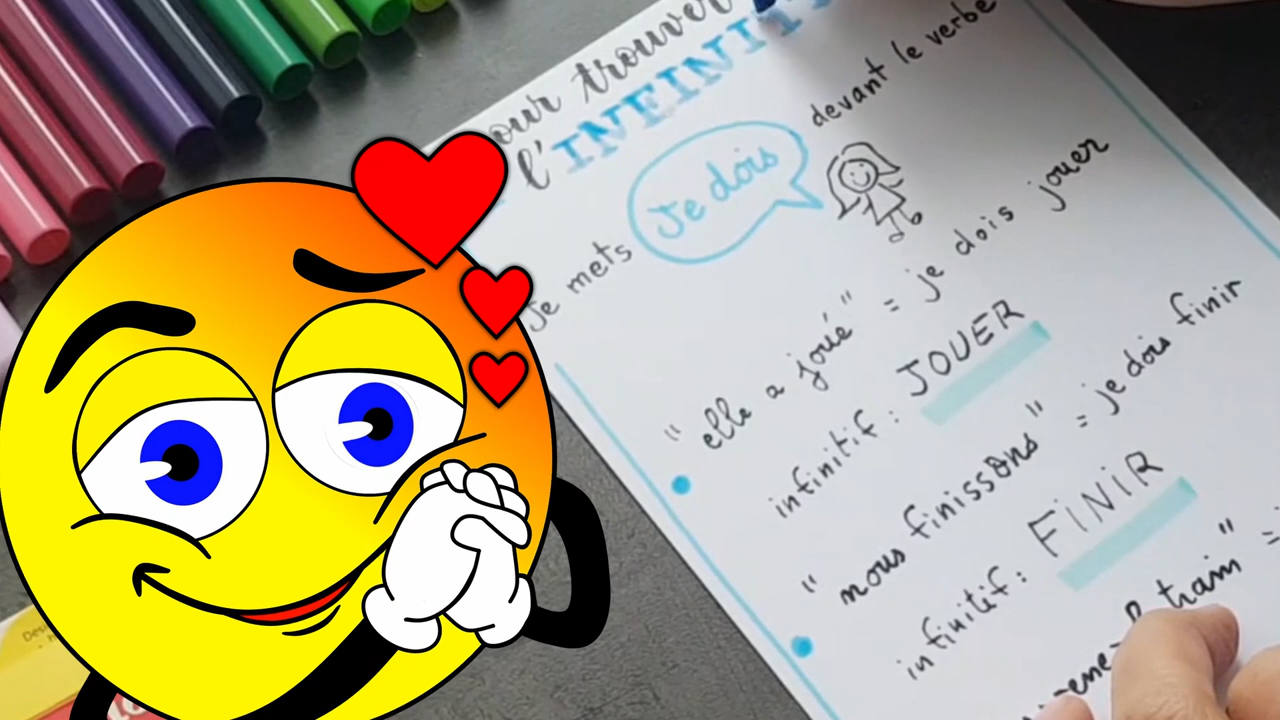 our trouver
l'INFINIT
Je mets Je dois devant le verbe
" elle a joué" = je dois jouer
infinitif : JOUER
" nous finissons" = je dois finir
infinitif : FINIR
train" =